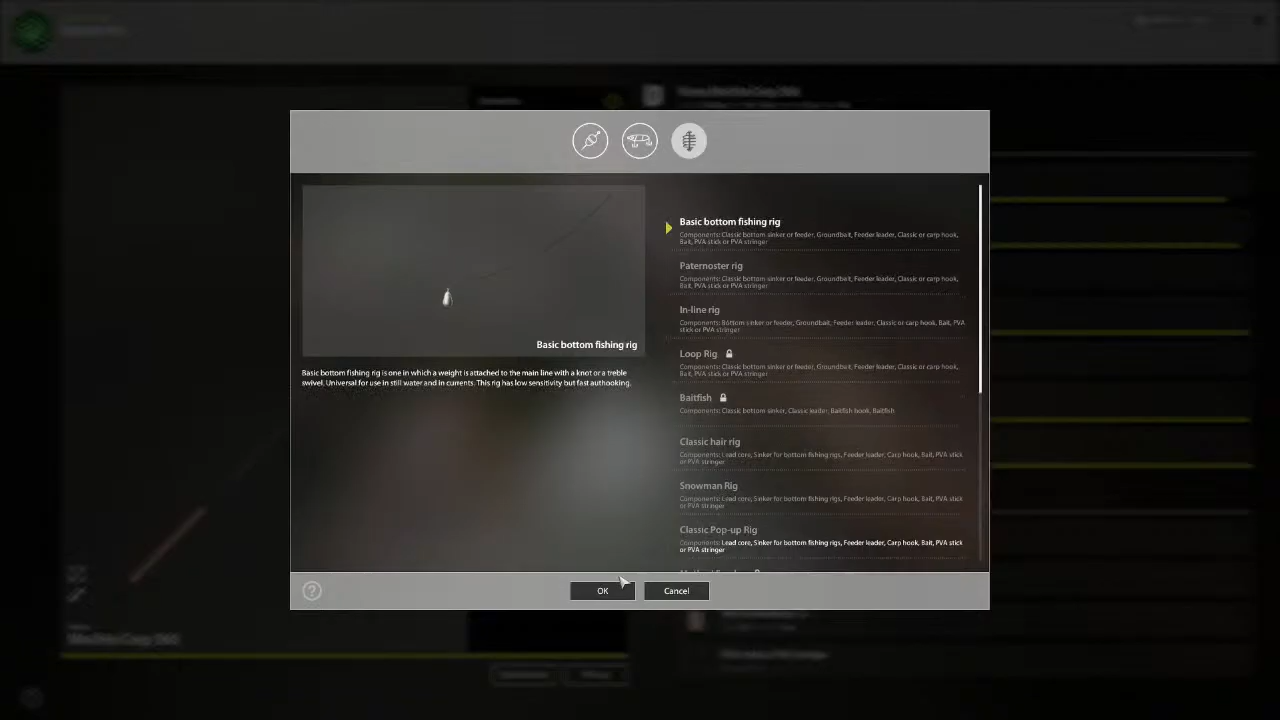 Basic bottom fishing rig
Basic bottom fishing rig is one in which a weight is attached to the main line with a knot or a treble
swivel. Universal for use in still water and in currents. This rig has low sensitivity but fast authooking.
Basic bottom fishing rig
Components: Classic bottom sinker or feeder, Groundbait, Feeder leader, Classic or carp hook,
Bait, PVA stick or PVA stringer
Paternoster rig
Components: Classic bottom sinker or feeder, Groundbait, Feeder leader, Classic or carp hook,
Bait, PVA stick or PVA stringer
In-line rig
Components: Bottom sinker or feeder, Groundbait, Feeder leader, Classic or carp hook, Bait, PVA
stick or PVA stringer
Loop Rig
Components: Classic bottom sinker or feeder, Groundbait, Feeder leader, Classic or carp hook,
Bait, PVA stick or PVA stringer
Baitfish
Components: Classic bottom sinker, Classic leader, Baitfish hook, Baitfish
Classic hair rig
Components: Lead core, Sinker for bottom fishing rigs, Feeder leader, Carp hook, Bait, PVA stick
or PVA stringer
Snowman Rig
Components: Lead core, Sinker for bottom fishing rigs, Feeder leader, Carp hook, Bait, PVA stick
or PVA stringer
Classic Pop-up Rig
Components: Lead core, Sinker for bottom fishing rigs, Feeder leader, Carp hook, Bait, PVA stick
or PVA stringer
?
OK
Cancel